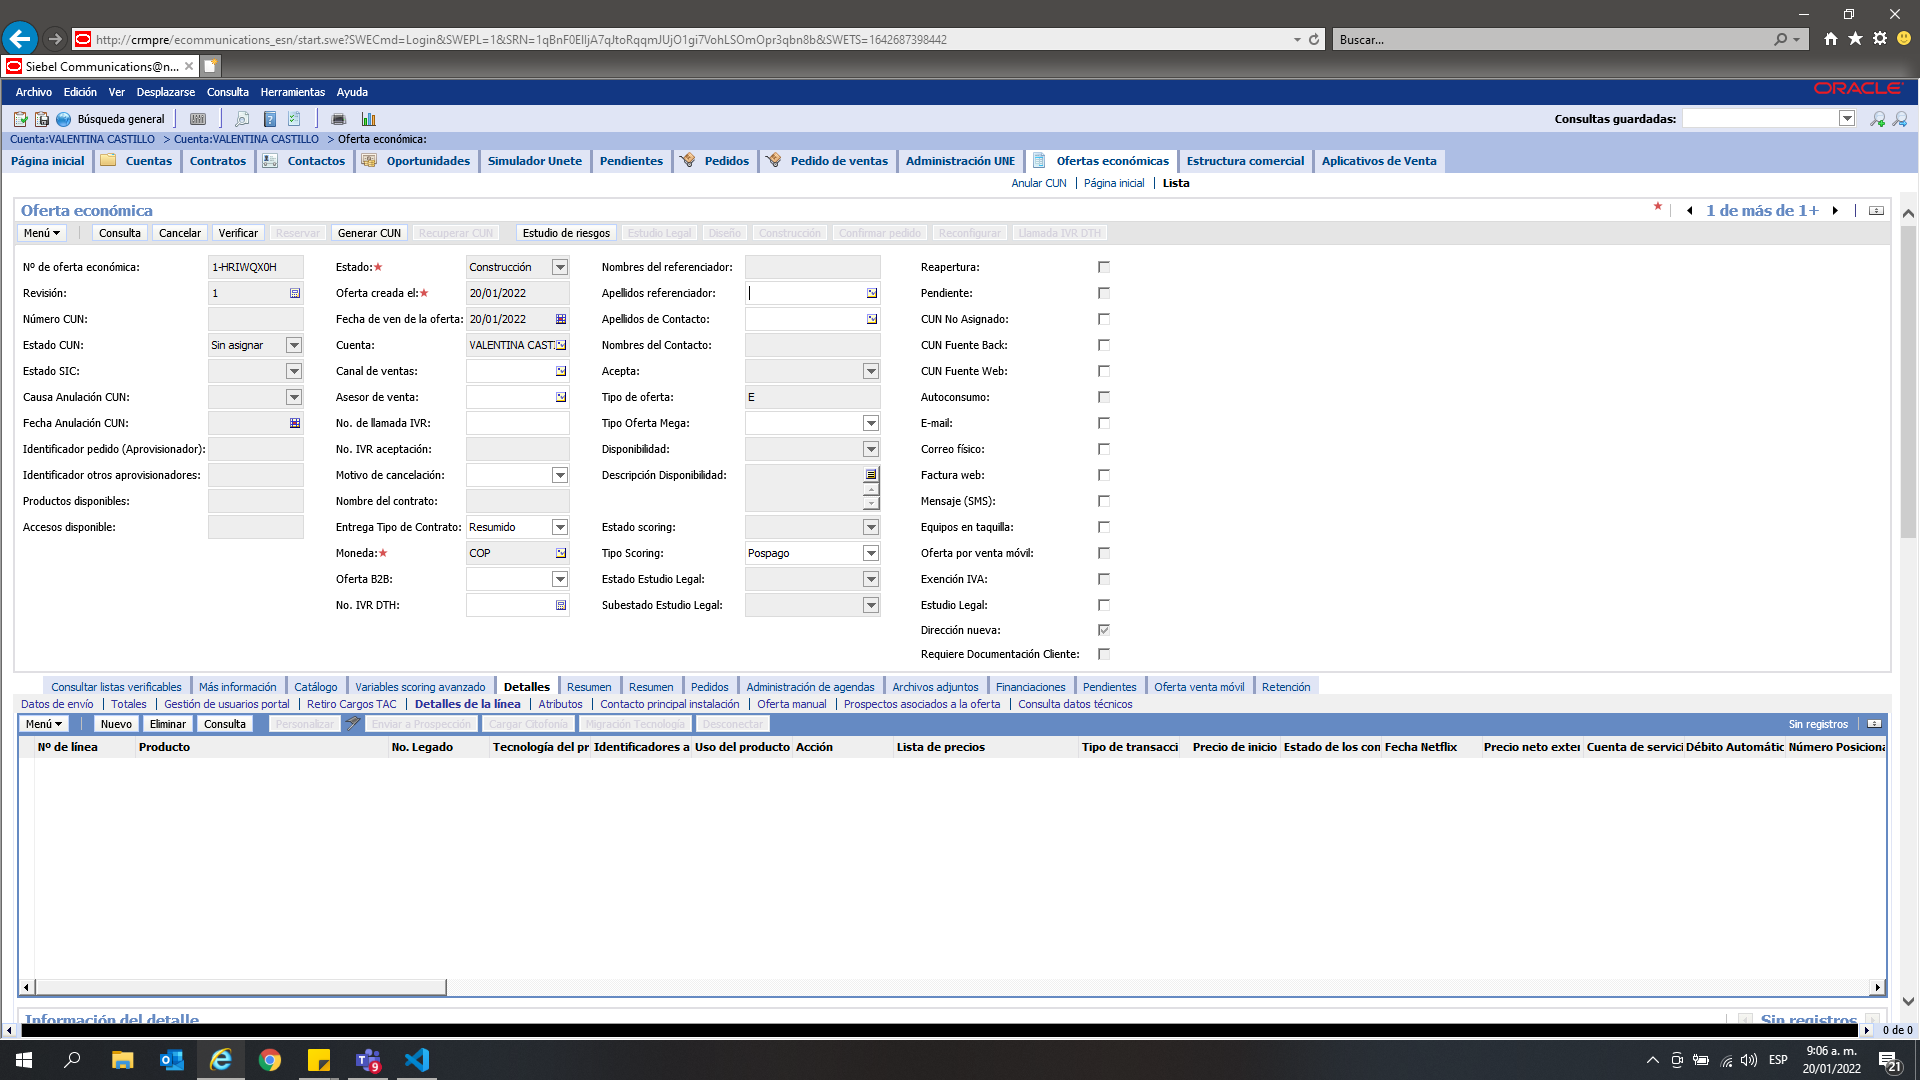 http://crmpre/ecommunications_esn/start.swe?SWECmd=Login&SWEPL=1&SRN=1qBnF0EIljA7qJtoRqqmJUjO1gi7VohLSOmOpr3qbn8b&SWETS=1642687398442
Buscar...
Siebel Communications@n...
Archivo Edición Ver Desplazarse Consulta Herramientas Ayuda
ORACLE
Búsqueda general
Consultas guardadas:
Cuenta:VALENTINA CASTILLO > Cuenta:VALENTINA CASTILLO > Oferta económica:
Página inicial Cuentas Contratos Contactos Oportunidades Simulador Unete Pendientes Pedidos Pedido de ventas Administración UNE Ofertas económicas Estructura comercial Aplicativos de Venta
Anular CUN Página inicial Lista
Oferta económica
1 de más de 1+
Menú Consulta Cancelar Verificar Reservar Generar CUN Recuperar CUN Estudio de riesgos Estudio Legal Diseño Construcción Confirmar pedido Reconfigurar Llamada IVR DTH
Nº de oferta económica: 1-HRIWQX0H Estado: Construcción Nombres del referenciador: Reapertura:
Revisión: 1 Oferta creada el: 20/01/2022 Apellidos referenciador: Pendiente:
Número CUN: Fecha de ven de la oferta: 20/01/2022 Apellidos de Contacto: CUN No Asignado:
Estado CUN: Sin asignar Cuenta: VALENTINA CAST: Nombres del Contacto: CUN Fuente Back:
Estado SIC: Canal de ventas: Acepta: CUN Fuente Web:
Causa Anulación CUN: Asesor de venta: Tipo de oferta: E Autoconsumo:
Fecha Anulación CUN: No. de llamada IVR: Tipo Oferta Mega: E-mail:
Identificador pedido (Aprovisionador): No. IVR aceptación: Disponibilidad: Correo físico:
Identificador otros aprovisionadores: Motivo de cancelación: Descripción Disponibilidad: Factura web:
Productos disponibles: Nombre del contrato: Mensaje (SMS):
Accesos disponible: Entrega Tipo de Contrato: Resumido Estado scoring: Equipos en taquilla:
Moneda: COP Tipo Scoring: Pospago Oferta por venta móvil:
Oferta B2B: Estado Estudio Legal: Exención IVA:
No. IVR DTH: Subestado Estudio Legal: Estudio Legal:
Dirección nueva:
Requiere Documentación Cliente:
Consultar listas verificables Más información Catálogo Variables scoring avanzado Detalles Resumen Resumen Pedidos Administración de agendas Archivos adjuntos Financiaciones Pendientes Oferta venta móvil Retención
Datos de envío Totales Gestión de usuarios portal Retiro Cargos TAC Detalles de la línea Atributos Contacto principal instalación Oferta manual Prospectos asociados a la oferta Consulta datos técnicos
Menú Nuevo Eliminar Consulta Personalizar Enviar a Prospección Cargar Citofonía Migración Tecnología Desconectar Sin registros
Nº de línea Producto No. Legado Tecnología del pr Identificadores a Uso del producto Acción Lista de precios Tipo de transacci Precio de inicio Estado de los con Fecha Netflix Precio neto exter Cuenta de servici Débito Automátic Número Posiciona
Información del detalle Sin registros
0 de 0
9
ESP
9:06 a. m.
20/01/2022
21